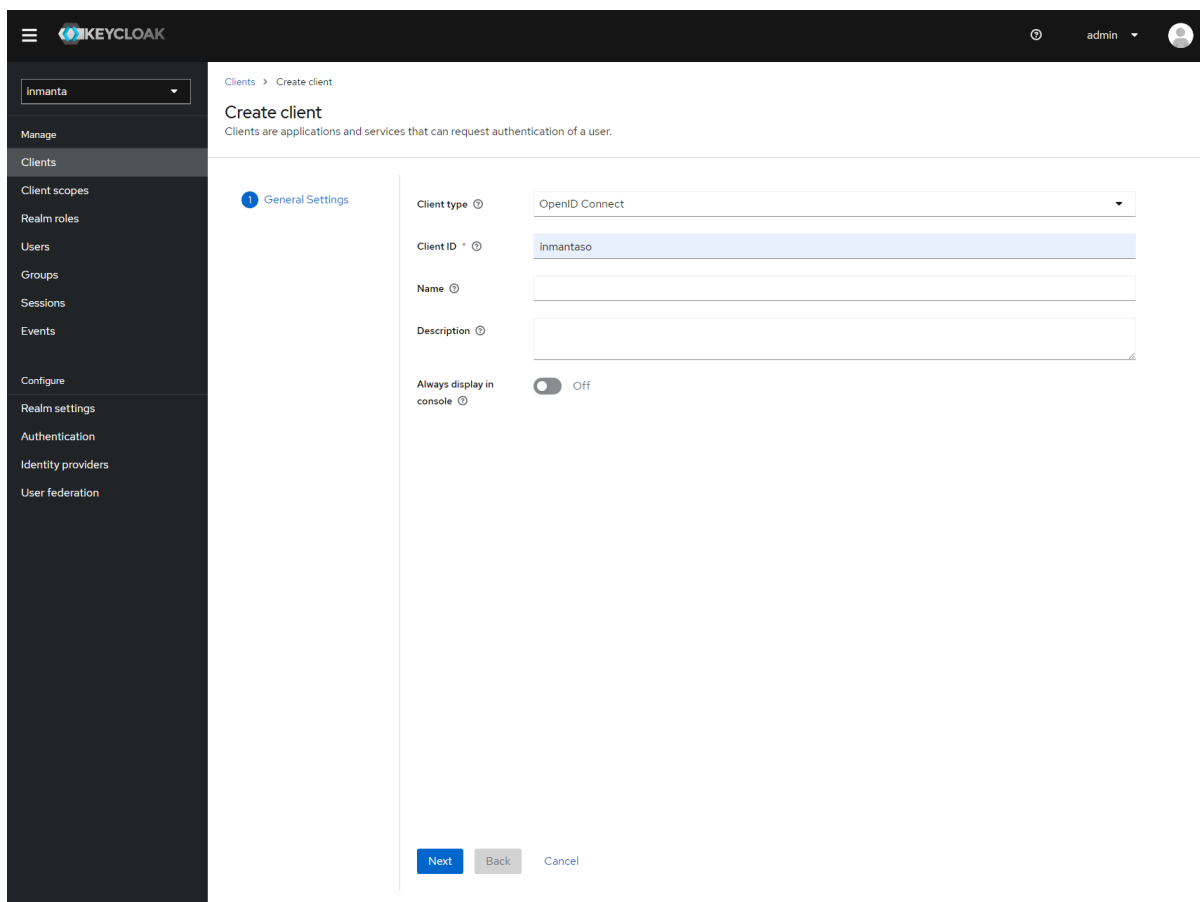 KEYCLOAK
admin
inmanta
Manage
Clients
Client scopes
Realm roles
Users
Groups
Sessions
Events
Configure
Realm settings
Authentication
Identity providers
User federation
Clients > Create client
Create client
Clients are applications and services that can request authentication of a user.
1 General Settings
Client type
OpenID Connect
Client ID *
inmantaso
Name
Description
Always display in
console
Off
Next
Back
Cancel